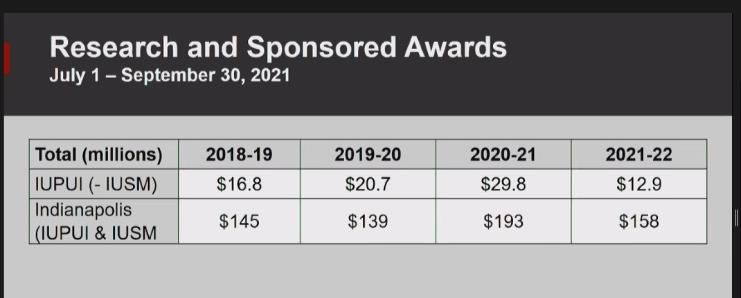 Research and Sponsored Awards
July 1 – September 30, 2021
Total (millions) 2018-19 2019-20 2020-21 2021-22
IUPUI (- IUSM) $16.8 $20.7 $29.8 $12.9
Indianapolis
(IUPUI & IUSM $145 $139 $193 $158